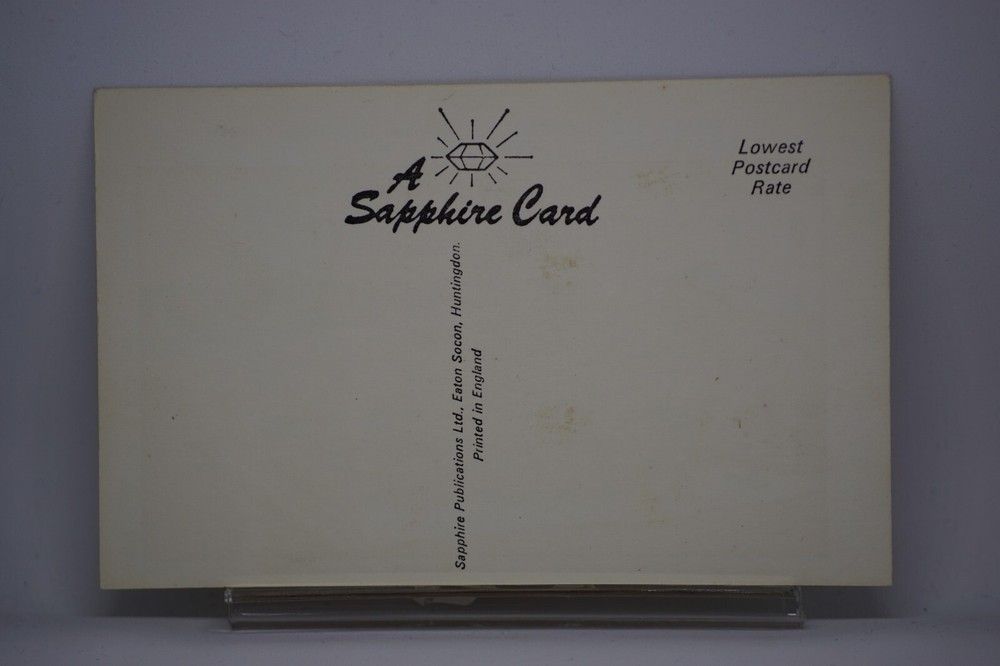 A
Sapphire Card
Lowest
Postcard
Rate
Sapphire Publications Ltd., Eaton Socon, Huntingdon.
Printed in England